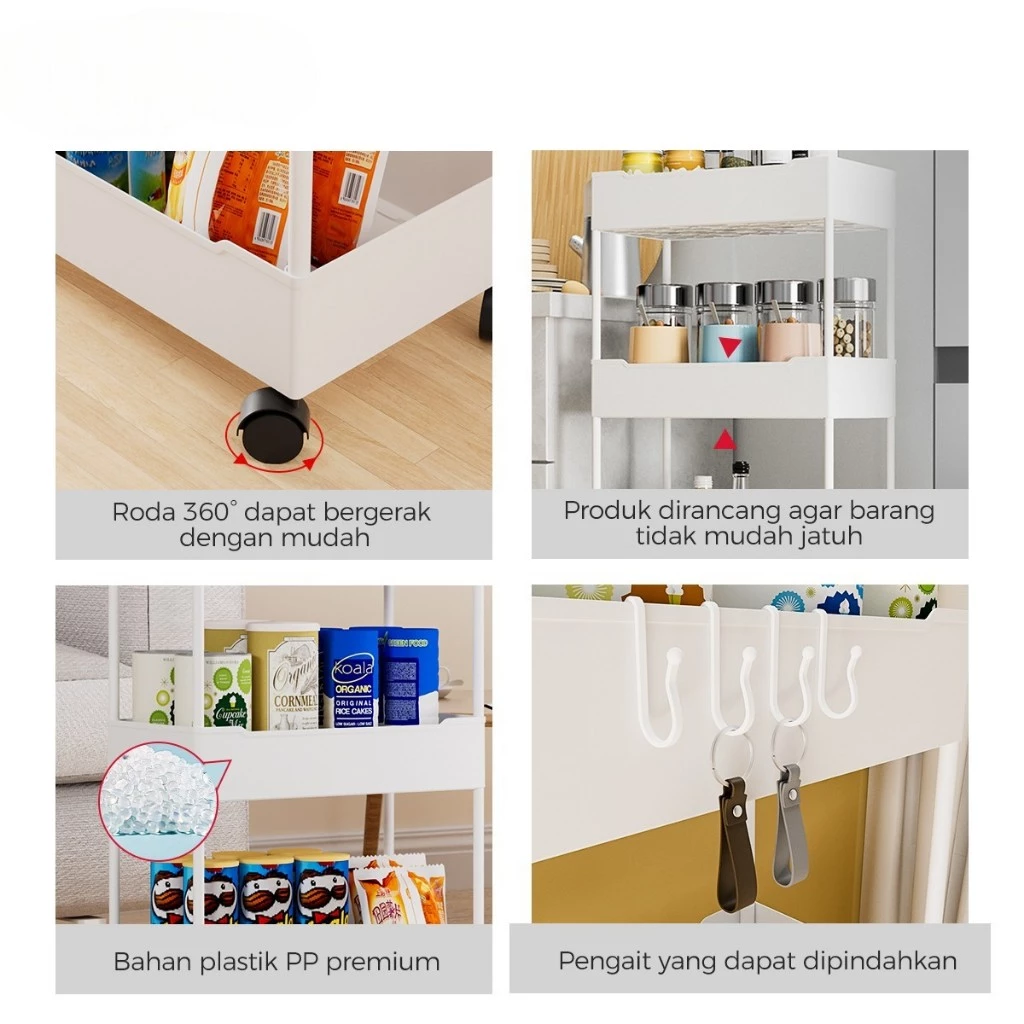 Roda 360° dapat bergerak
dengan mudah
Produk dirancang agar barang
tidak mudah jatuh
Organic
CORNMEAL
Cupcake
Mix
koala
ORGANIC
ORIGINAL
RICE CAKES
LOW SUGAR · LOW FAT
GREEN FOOD
Bahan plastik PP premium
Pengait yang dapat dipindahkan